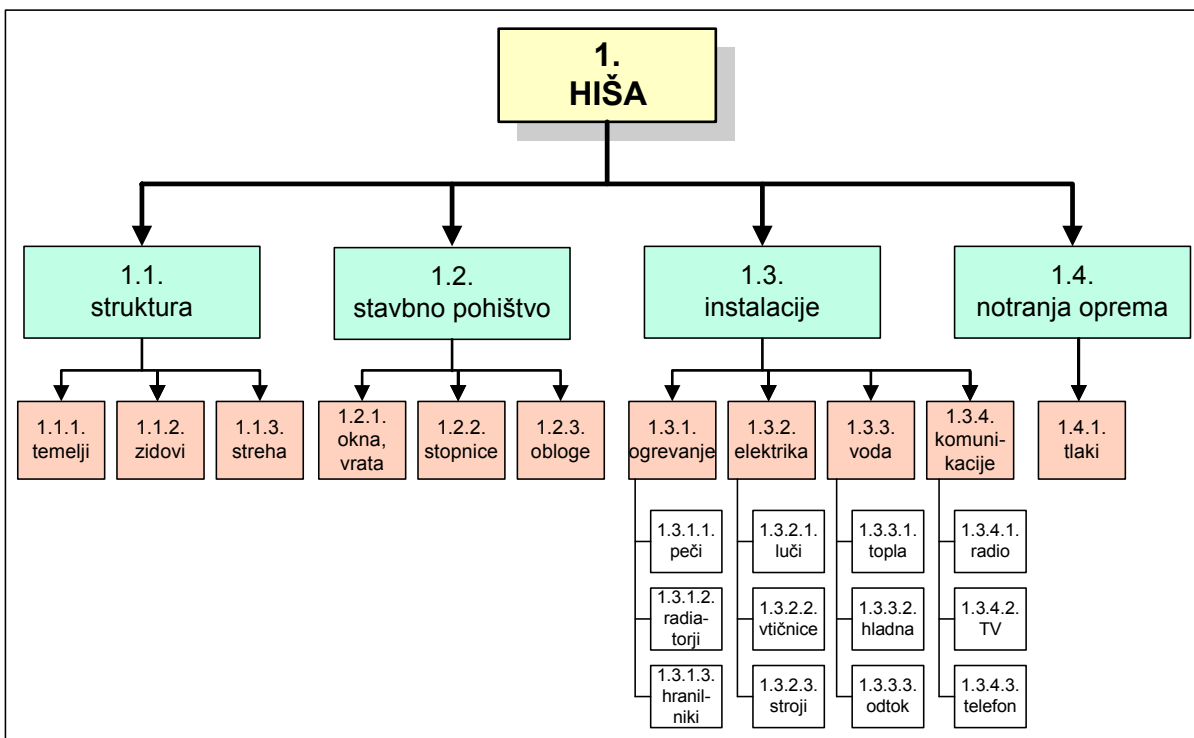 1.
HIŠA
1.1.
struktura
1.2.
stavbno pohištvo
1.3.
instalacije
1.4.
notranja oprema
1.1.1.
temelji
1.1.2.
zidovi
1.1.3.
streha
1.2.1.
okna,
vrata
1.2.2.
stopnice
1.2.3.
obloge
1.3.1.
ogrevanje
1.3.2.
elektrika
1.3.3.
voda
1.3.4.
komuni-
kacije
1.4.1.
tlaki
1.3.1.1.
peči
1.3.2.1.
luči
1.3.3.1.
topla
1.3.4.1.
radio
1.3.1.2.
radia-
torji
1.3.2.2.
vtičnice
1.3.3.2.
hladna
1.3.4.2.
TV
1.3.1.3.
hranil-
niki
1.3.2.3.
stroji
1.3.3.3.
odtok
1.3.4.3.
telefon